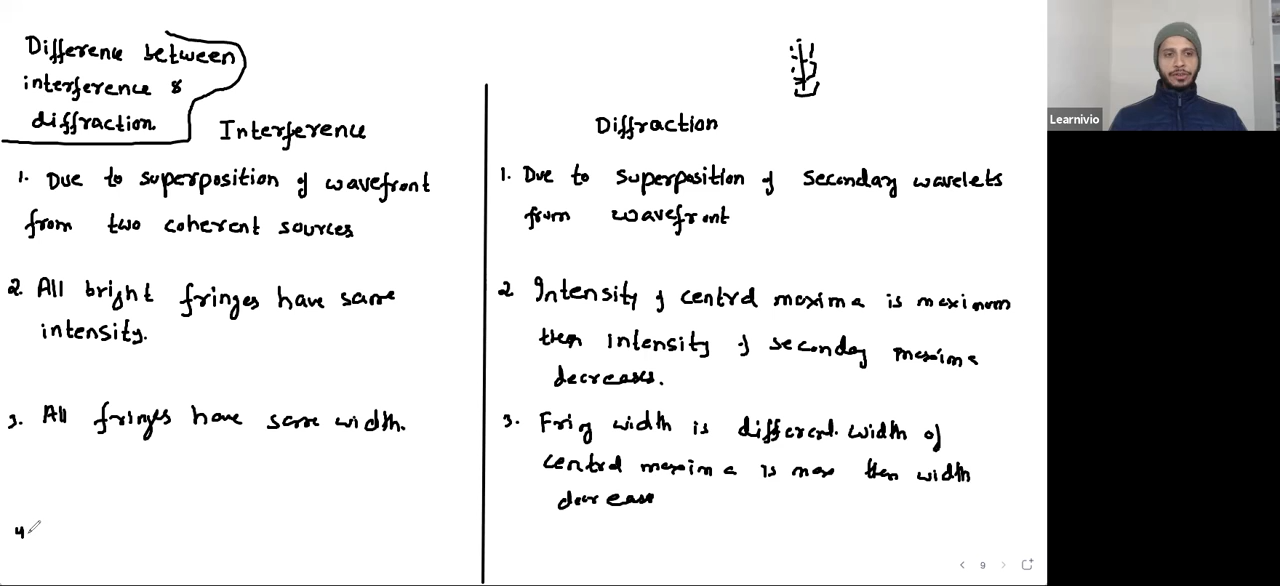 Difference between
interference &
diffraction.
Interference
1. Due to superposition of wavefront
from two coherent sources
2. All bright fringes have same
intensity.
3. All fringes have same width.
4
Diffraction
1. Due to superposition of secondary wavelets
from wavefront
2 Intensity of central maxima is maximum
then intensity of secondary maxima
decreases.
3. Fring width is different. width of
central maxima is max then width
decrease
Learnivio
9